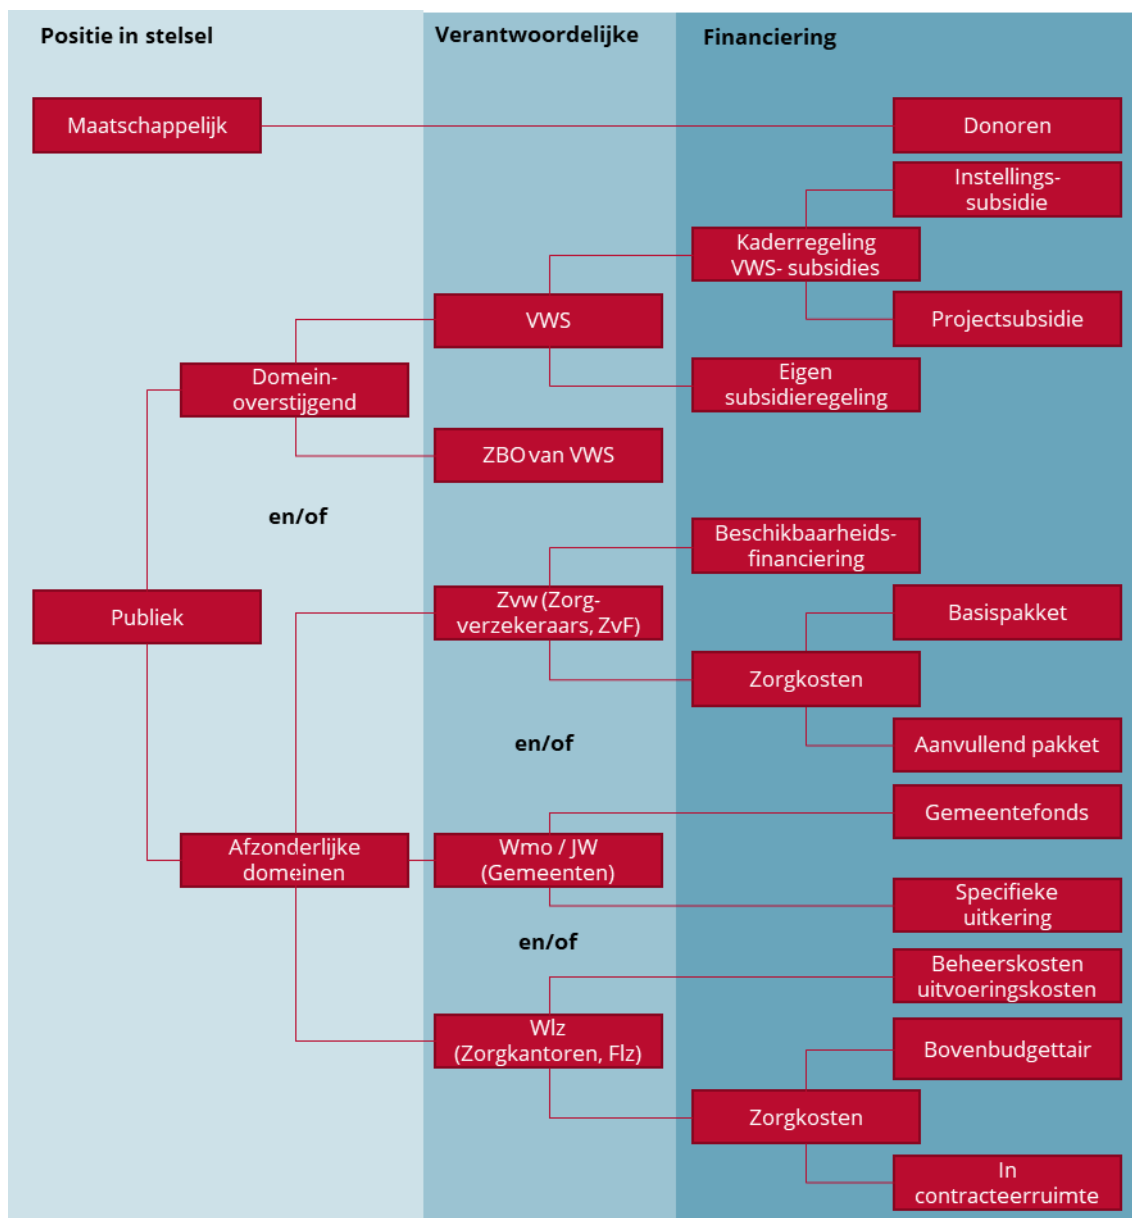 Positie in stelsel
Verantwoordelijke
Financiering
Maatschappelijk
Donoren
Instellings-
subsidie
Kaderregeling
VWS- subsidies
VWS
Projectsubsidie
Domein-
overstijgend
Eigen
subsidieregeling
ZBO van VWS
en/of
Beschikbaarheids-
financiering
Publiek
Zvw (Zorg-
verzekeraars, ZvF)
Basispakket
Zorgkosten
en/of
Aanvullend pakket
Gemeentefonds
Afzonderlijke
domeinen
Wmo / JW
(Gemeenten)
Specifieke
uitkering
en/of
Beheerskosten
uitvoeringskosten
Wlz
(Zorgkantoren, Flz)
Bovenbudgettair
Zorgkosten
In
contracteerruimte